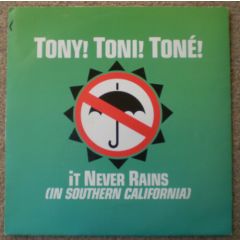 TONY! TONI! TONÉ!
iT NEVER RAINS
(IN SOUTHERN CALIFORNIA)